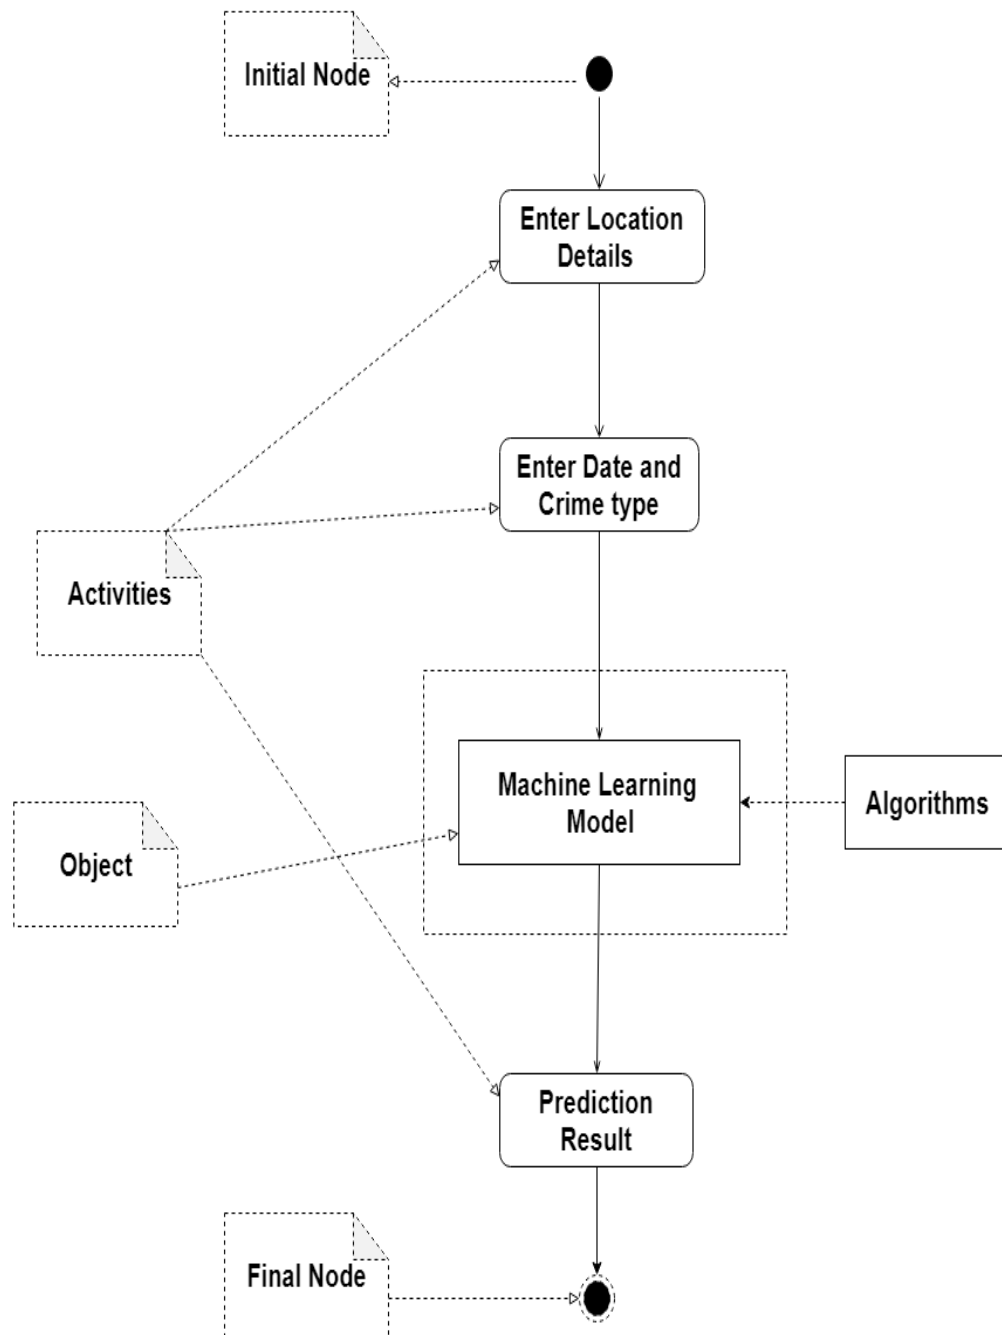 Initial Node
Enter Location
Details
Enter Date and
Crime type
Activities
Machine Learning
Model
Algorithms
Object
Prediction
Result
Final Node